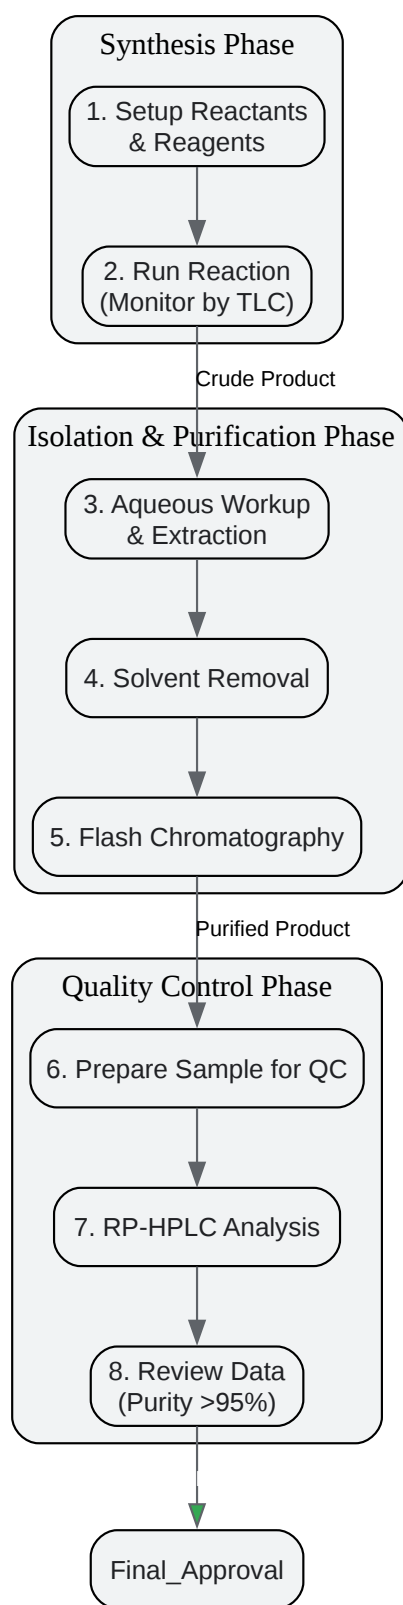 Synthesis Phase
1. Setup Reactants
& Reagents
2. Run Reaction
(Monitor by TLC)
Crude Product
Isolation & Purification Phase
3. Aqueous Workup
& Extraction
4. Solvent Removal
5. Flash Chromatography
Purified Product
Quality Control Phase
6. Prepare Sample for QC
7. RP-HPLC Analysis
8. Review Data
(Purity >95%)
Final_Approval